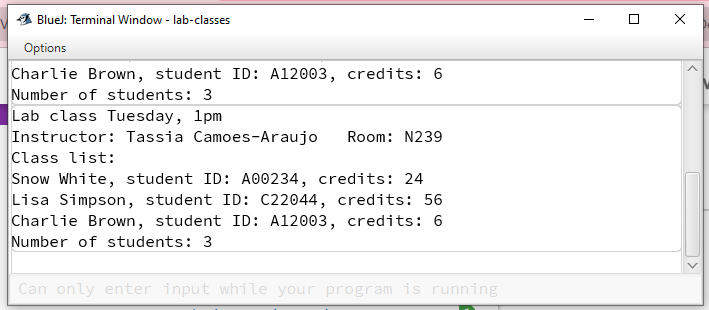 BlueJ: Terminal Window - lab-classes
Options
Charlie Brown, student ID: A12003, credits: 6
Number of students: 3
Lab class Tuesday, 1pm
Instructor: Tassia Camoes-Araujo   Room: N239
Class list:
Snow White, student ID: A00234, credits: 24
Lisa Simpson, student ID: C22044, credits: 56
Charlie Brown, student ID: A12003, credits: 6
Number of students: 3
Can only enter input while your program is running